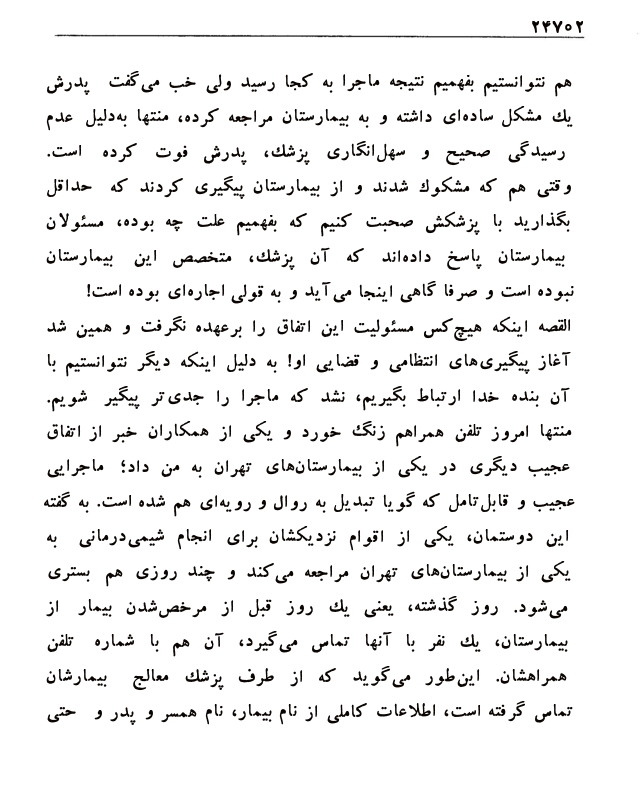 ۲۴۷۰۲
هم نتوانستیم بفهمیم نتیجه ماجرا به کجا رسید ولی خب می‌گفت پدرش
یك مشکل ساده‌ای داشته و به بیمارستان مراجعه کرده، منتها به‌دلیل عدم
رسیدگی صحیح و سهل‌انگاری پزشك، پدرش فوت کرده است.
وقتی هم که مشکوك شدند و از بیمارستان پیگیری کردند که حداقل
بگذارید با پزشکش صحبت کنیم که بفهمیم علت چه بوده، مسئولان
بیمارستان پاسخ داده‌اند که آن پزشك، متخصص این بیمارستان
نبوده است و صرفا گاهی اینجا می‌آید و به قولی اجاره‌ای بوده است!
القصه اینکه هیچ‌کس مسئولیت این اتفاق را برعهده نگرفت و همین شد
آغاز پیگیری‌های انتظامی و قضایی او! به دلیل اینکه دیگر نتوانستیم با
آن بنده خدا ارتباط بگیریم، نشد که ماجرا را جدی‌تر پیگیر شویم.
منتها امروز تلفن همراهم زنگ خورد و یکی از همکاران خبر از اتفاق
عجیب دیگری در یکی از بیمارستان‌های تهران به من داد؛ ماجرایی
عجیب و قابل‌تامل که گویا تبدیل به روال و رویه‌ای هم شده است. به گفته
این دوستمان، یکی از اقوام نزدیکشان برای انجام شیمی‌درمانی به
یکی از بیمارستان‌های تهران مراجعه می‌کند و چند روزی هم بستری
می‌شود. روز گذشته، یعنی یك روز قبل از مرخص‌شدن بیمار از
بیمارستان، یك نفر با آنها تماس می‌گیرد، آن هم با شماره تلفن
همراهشان. این‌طور می‌گوید که از طرف پزشك معالج بیمارشان
تماس گرفته است، اطلاعات کاملی از نام بیمار، نام همسر و پدر و حتی